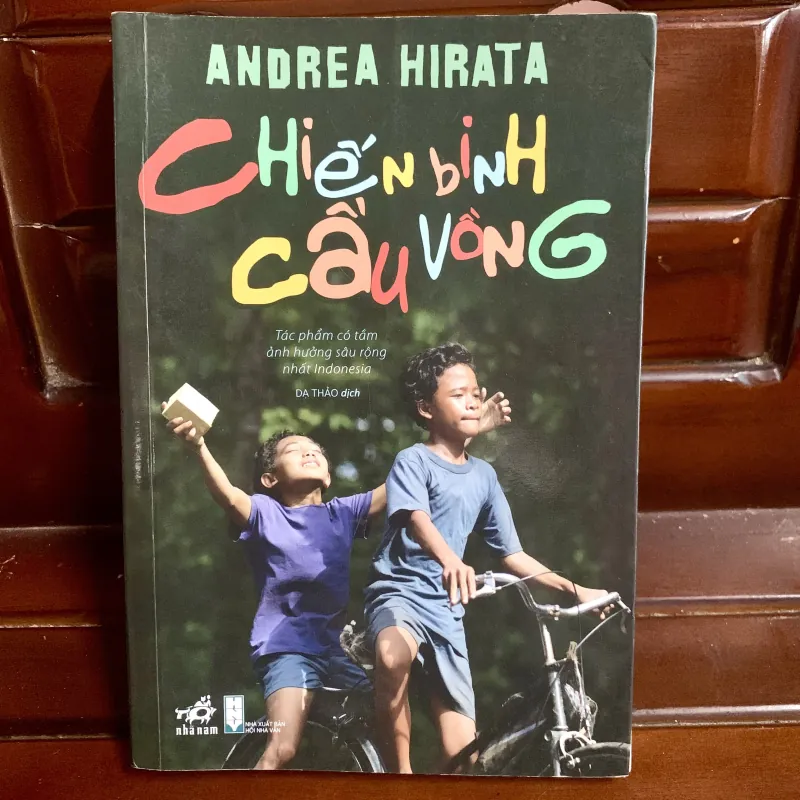 ANDREA HIRATA
CHiẾN biNH
CẦU VỒNG
Tác phẩm có tầm
ảnh hưởng sâu rộng
nhất Indonesia
DẠ THẢO dịch
nhã nam
HNV
NHÀ XUẤT BẢN
HỘI NHÀ VĂN